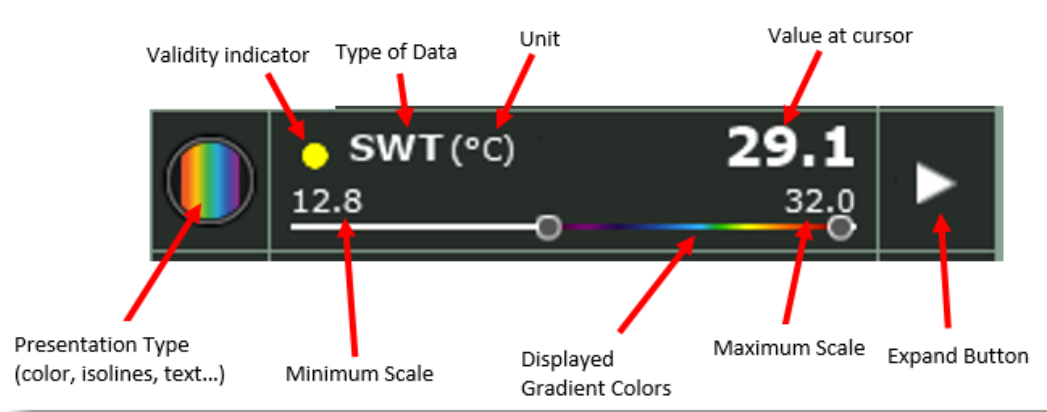 Validity indicator
Type of Data
Unit
Value at cursor
SWT (°C)
29.1
12.8
32.0
Presentation Type
(color, isolines, text...)
Minimum Scale
Displayed
Gradient Colors
Maximum Scale
Expand Button